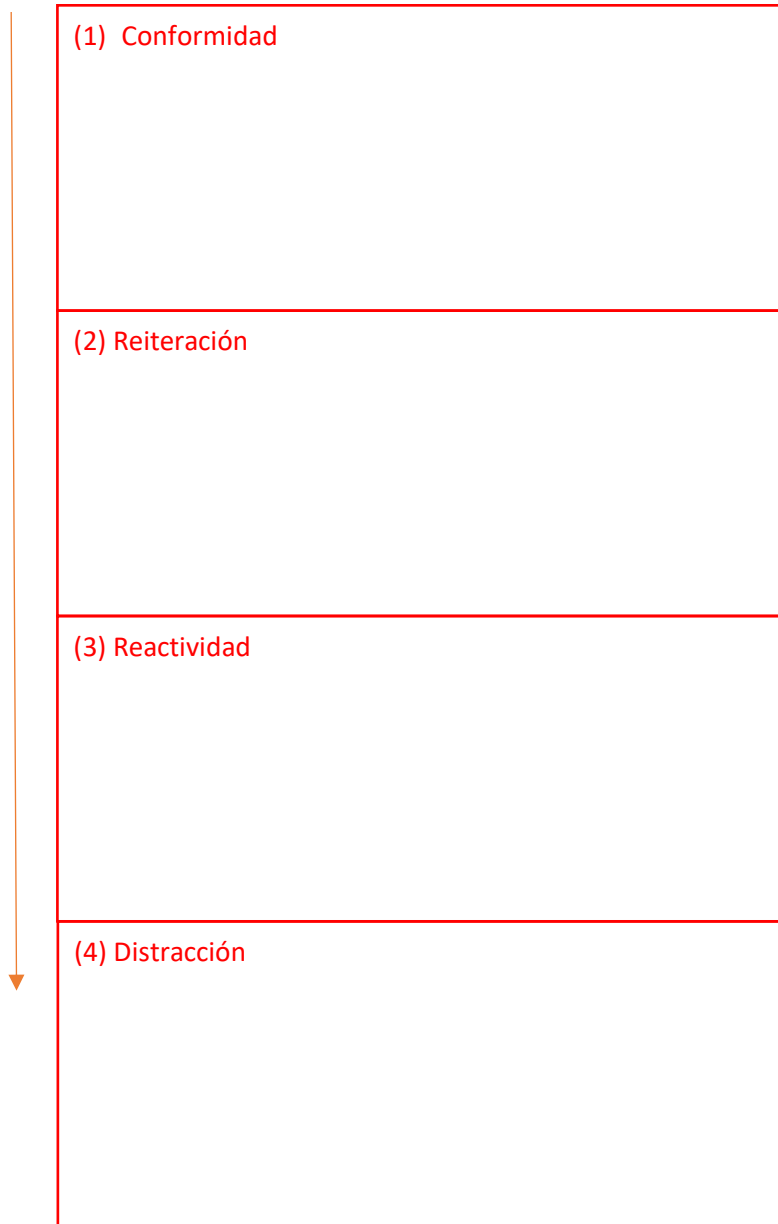 (1) Conformidad
(2) Reiteración
(3) Reactividad
(4) Distracción